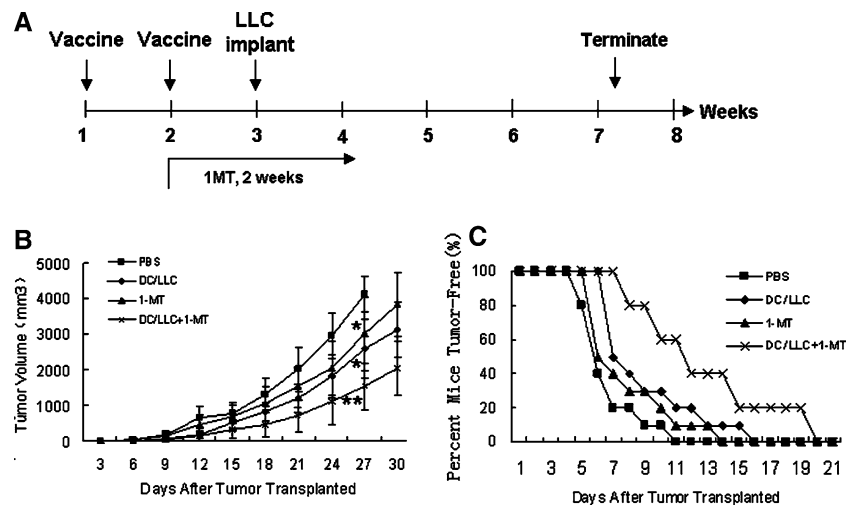 A
Vaccine
Vaccine
LLC
implant
Terminate
Weeks
1 2 3 4 5 6 7 8
1MT, 2 weeks
B
PBS
DC/LLC
1-MT
DC/LLC+1-MT
Tumor Volume (mm3)
5000
4000
3000
2000
1000
0
*
*
**
3 6 9 12 15 18 21 24 27 30
Days After Tumor Transplanted
C
Percent Mice Tumor-Free(%)
100
80
60
40
20
0
PBS
DC/LLC
1-MT
DC/LLC+1-MT
1 3 5 7 9 11 13 15 17 19 21
Days After Tumor Transplanted